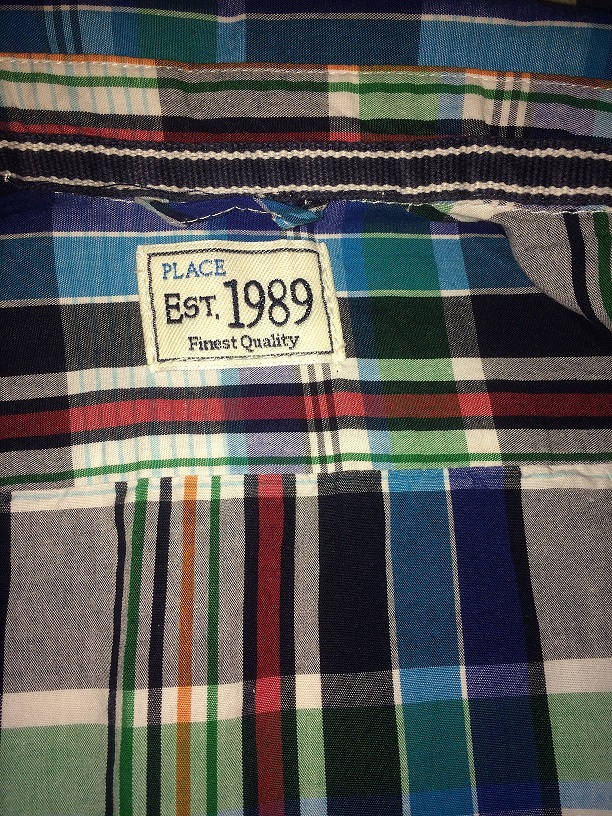 PLACE
EST. 1989
Finest Quality